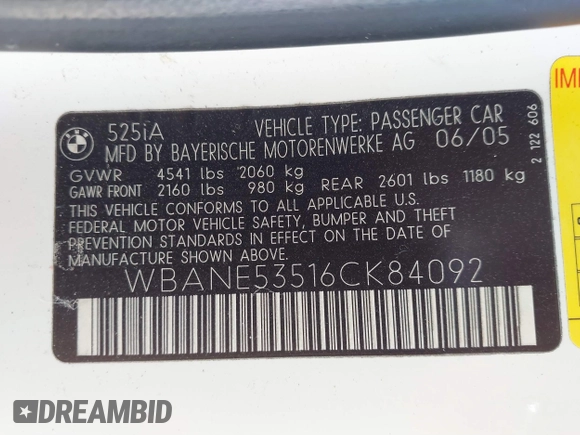 525iA VEHICLE TYPE: PASSENGER CAR
MFD BY BAYERISCHE MOTORENWERKE AG 06/05
GVWR 4541 lbs 2060 kg
GAWR FRONT 2160 lbs 980 kg REAR 2601 lbs 1180 kg
THIS VEHICLE CONFORMS TO ALL APPLICABLE U.S.
FEDERAL MOTOR VEHICLE SAFETY, BUMPER AND THEFT
PREVENTION STANDARDS IN EFFECT ON THE DATE OF
MANUFACTURE SHOWN ABOVE.
WBANE53516CK84092
2 122 606
BMW
DREAMBID